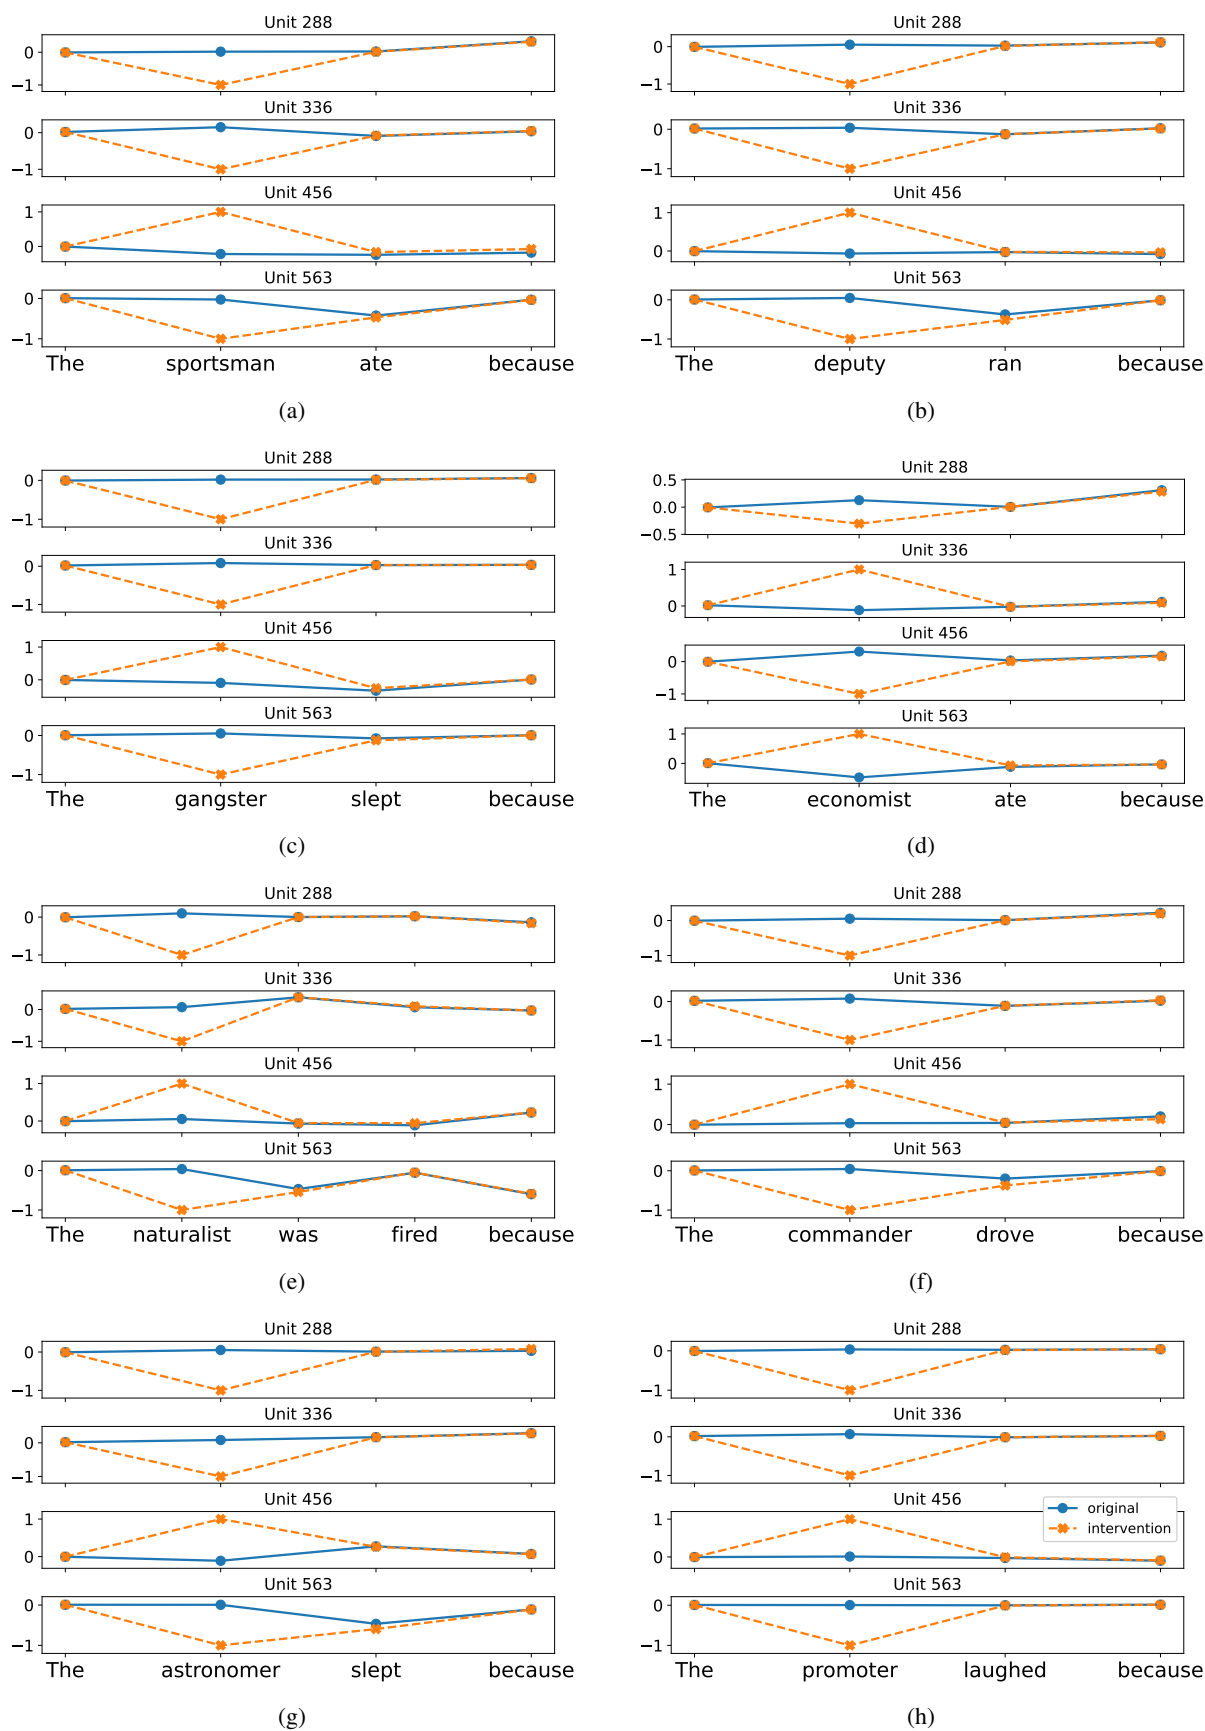 Unit 288
0
−1
Unit 336
0
−1
Unit 456
1
0
Unit 563
0
−1
The sportsman ate because
(a)
Unit 288
0
−1
Unit 336
0
−1
Unit 456
1
0
Unit 563
0
−1
The deputy ran because
(b)
Unit 288
0
−1
Unit 336
0
−1
Unit 456
1
0
Unit 563
0
−1
The gangster slept because
(c)
Unit 288
0.5
0.0
−0.5
Unit 336
1
0
Unit 456
0
−1
Unit 563
1
0
The economist ate because
(d)
Unit 288
0
−1
Unit 336
0
−1
Unit 456
1
0
Unit 563
0
−1
The naturalist was fired because
(e)
Unit 288
0
−1
Unit 336
0
−1
Unit 456
1
0
Unit 563
0
−1
The commander drove because
(f)
Unit 288
0
−1
Unit 336
0
−1
Unit 456
1
0
Unit 563
0
−1
The astronomer slept because
(g)
Unit 288
0
−1
Unit 336
0
−1
Unit 456
1
0
original
intervention
Unit 563
0
−1
The promoter laughed because
(h)